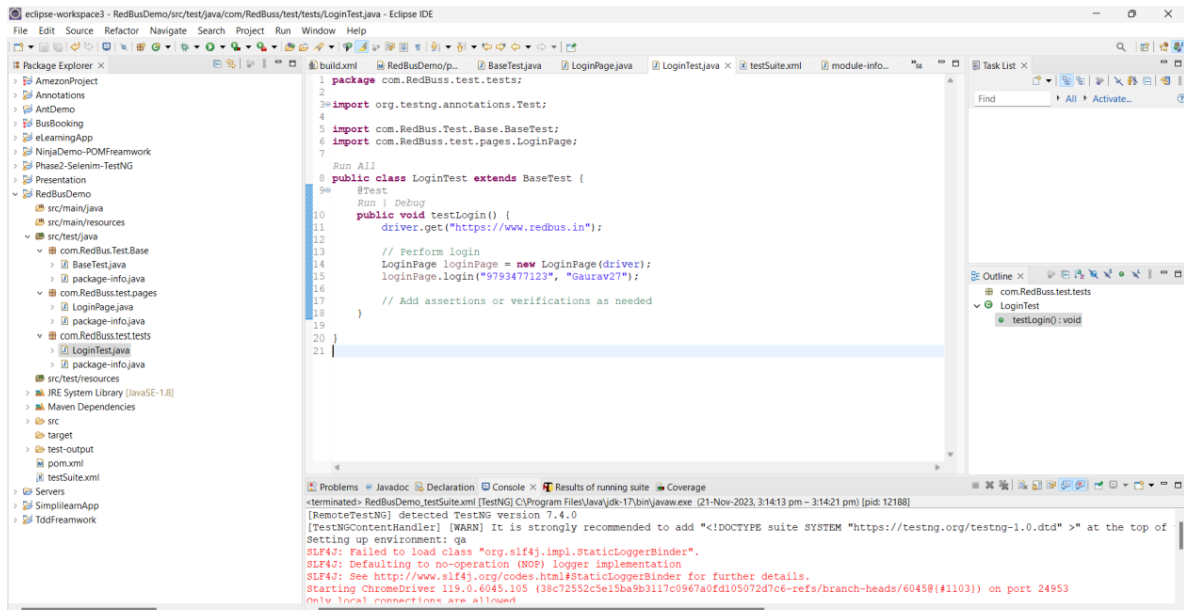 eclipse-workspace3 - RedBusDemo/src/test/java/com/RedBuss/test/tests/LoginTest.java - Eclipse IDE
File Edit Source Refactor Navigate Search Project Run Window Help
Package Explorer
AmezonProject
Annotations
AntDemo
BusBooking
eLearningApp
NinjaDemo-POMFreamwork
Phase2-Selenim-TestNG
Presentation
RedBusDemo
src/main/java
src/main/resources
src/test/java
com.RedBus.Test.Base
BaseTest.java
package-info.java
com.RedBuss.test.pages
LoginPage.java
package-info.java
com.RedBuss.test.tests
LoginTest.java
package-info.java
src/test/resources
JRE System Library [JavaSE-1.8]
Maven Dependencies
src
target
test-output
pom.xml
testSuite.xml
Servers
SimplilearnApp
TddFreamwork
build.xml RedBusDemo/p... BaseTest.java LoginPage.java LoginTest.java testSuite.xml module-info...
1 package com.RedBuss.test.tests;
2
3 import org.testng.annotations.Test;
4
5 import com.RedBus.Test.Base.BaseTest;
6 import com.RedBuss.test.pages.LoginPage;
7
Run All
8 public class LoginTest extends BaseTest {
9 @Test
Run | Debug
10 public void testLogin() {
11 driver.get("https://www.redbus.in");
12
13 // Perform login
14 LoginPage loginPage = new LoginPage(driver);
15 loginPage.login("9793477123", "Gaurav27");
16
17 // Add assertions or verifications as needed
18 }
19
20 }
21
Task List
Find All Activate...
Outline
com.RedBuss.test.tests
LoginTest
testLogin() : void
Problems Javadoc Declaration Console Results of running suite Coverage
<terminated> RedBusDemo_testSuite.xml [TestNG] C:\Program Files\Java\jdk-17\bin\javaw.exe (21-Nov-2023, 3:14:13 pm – 3:14:21 pm) [pid: 12188]
[RemoteTestNG] detected TestNG version 7.4.0
[TestNGContentHandler] [WARN] It is strongly recommended to add "<!DOCTYPE suite SYSTEM "https://testng.org/testng-1.0.dtd" >" at the top of
Setting up environment: qa
SLF4J: Failed to load class "org.slf4j.impl.StaticLoggerBinder".
SLF4J: Defaulting to no-operation (NOP) logger implementation
SLF4J: See http://www.slf4j.org/codes.html#StaticLoggerBinder for further details.
Starting ChromeDriver 119.0.6045.105 (38c72552c5e15ba9b3117c0967a0fd105072d7c6-refs/branch-heads/6045@{#1103}) on port 24953
Only local connections are allowed